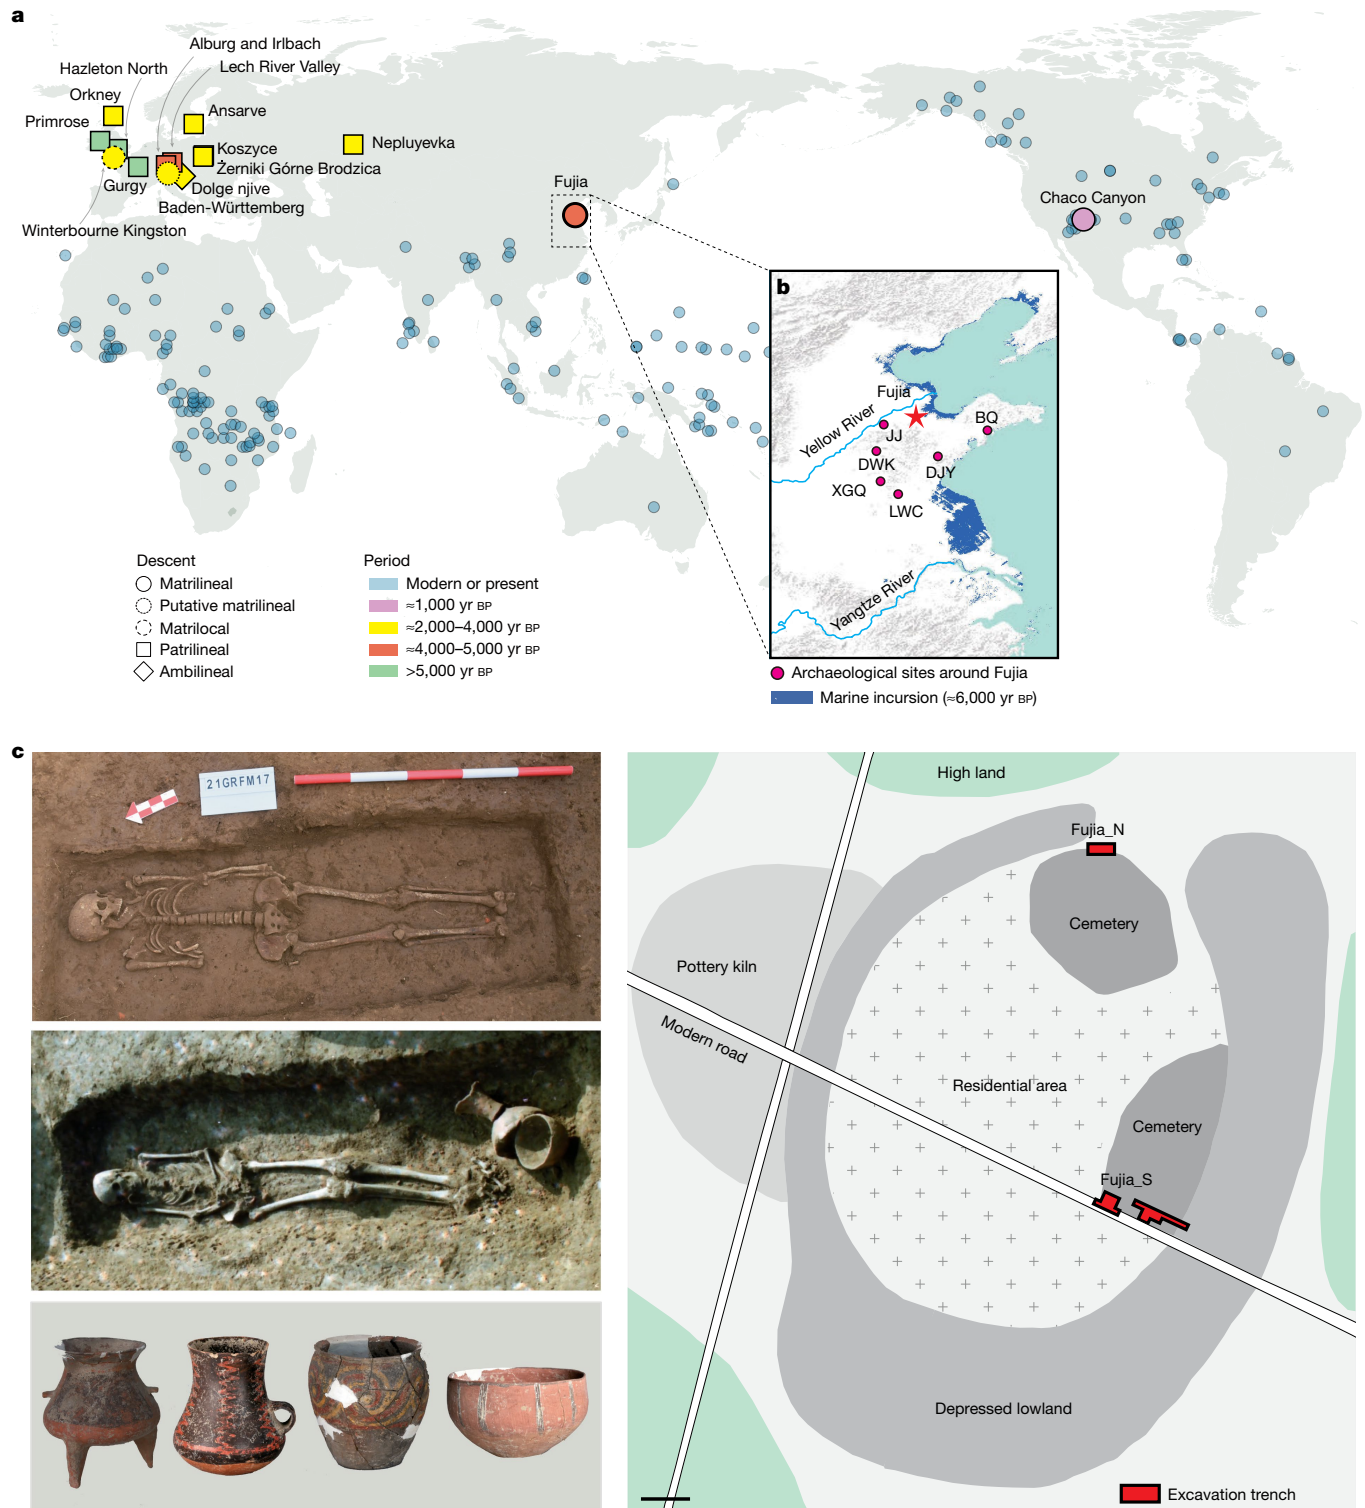 a
Alburg and Irlbach
Hazleton North
Lech River Valley
Orkney
Ansarve
Primrose
Koszyce
Nepluyevka
Żerniki Górne Brodzica
Gurgy
Dolge njive
Baden-Württemberg
Winterbourne Kingston
Fujia
Chaco Canyon
b
Fujia
Yellow River
BQ
JJ
DWK
DJY
XGQ
LWC
Yangtze River
Descent
Matrilineal
Putative matrilineal
Matrilocal
Patrilineal
Ambilineal
Period
Modern or present
≈1,000 yr BP
≈2,000–4,000 yr BP
≈4,000–5,000 yr BP
>5,000 yr BP
Archaeological sites around Fujia
Marine incursion (≈6,000 yr BP)
c
21GRFM17
High land
Fujia_N
Cemetery
Pottery kiln
Modern road
Residential area
Cemetery
Fujia_S
Depressed lowland
Excavation trench